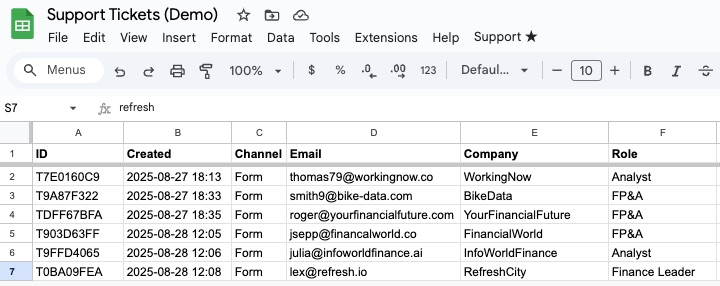 Support Tickets (Demo)
File Edit View Insert Format Data Tools Extensions Help Support ★
Menus 100% $ % .0 .00 123 Defaul... 10 B I S
S7 fx refresh
A B C D E F
1 ID Created Channel Email Company Role
2 T7E0160C9 2025-08-27 18:13 Form thomas79@workingnow.co WorkingNow Analyst
3 T9A87F322 2025-08-27 18:33 Form smith9@bike-data.com BikeData FP&A
4 TDFF67BFA 2025-08-27 18:35 Form roger@yourfinancialfuture.com YourFinancialFuture FP&A
5 T903D63FF 2025-08-28 12:05 Form jsepp@financalworld.co FinancialWorld FP&A
6 T9FFD4065 2025-08-28 12:06 Form julia@infoworldfinance.ai InfoWorldFinance Analyst
7 T0BA09FEA 2025-08-28 12:08 Form lex@refresh.io RefreshCity Finance Leader